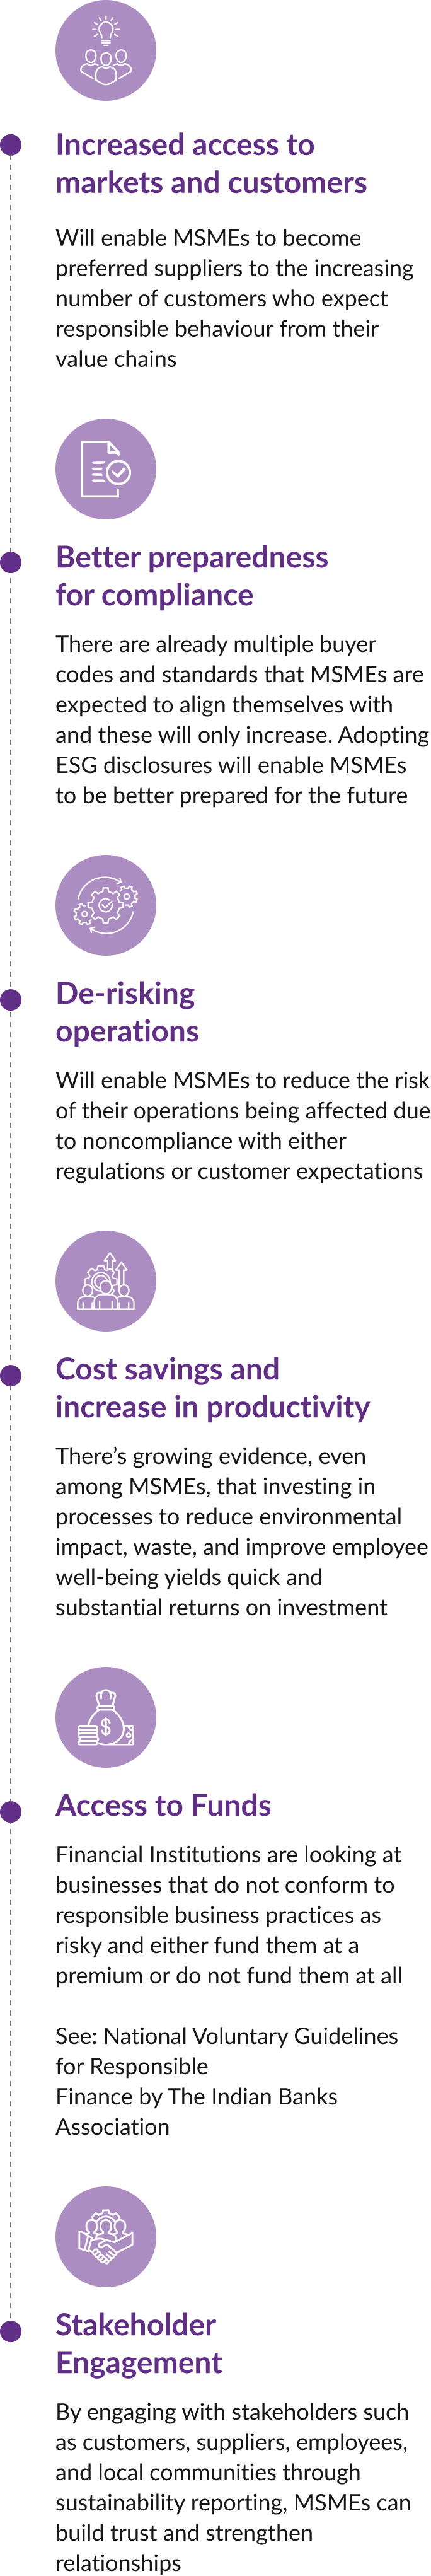 Increased access to
markets and customers
Will enable MSMEs to become
preferred suppliers to the increasing
number of customers who expect
responsible behaviour from their
value chains
Better preparedness
for compliance
There are already multiple buyer
codes and standards that MSMEs are
expected to align themselves with
and these will only increase. Adopting
ESG disclosures will enable MSMEs
to be better prepared for the future
De-risking
operations
Will enable MSMEs to reduce the risk
of their operations being affected due
to noncompliance with either
regulations or customer expectations
Cost savings and
increase in productivity
There’s growing evidence, even
among MSMEs, that investing in
processes to reduce environmental
impact, waste, and improve employee
well-being yields quick and
substantial returns on investment
$
Access to Funds
Financial Institutions are looking at
businesses that do not conform to
responsible business practices as
risky and either fund them at a
premium or do not fund them at all
See: National Voluntary Guidelines
for Responsible
Finance by The Indian Banks
Association
Stakeholder
Engagement
By engaging with stakeholders such
as customers, suppliers, employees,
and local communities through
sustainability reporting, MSMEs can
build trust and strengthen
relationships